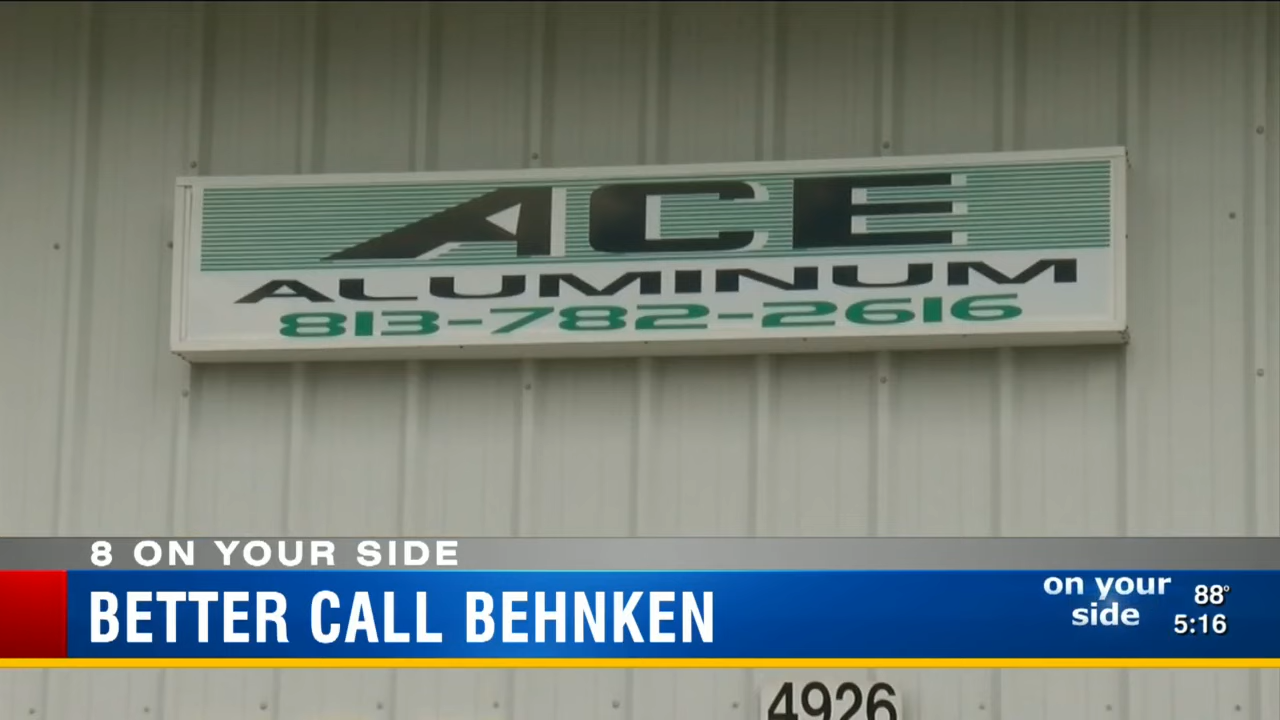 ACE
ALUMINUM
813-782-2616
8 ON YOUR SIDE
BETTER CALL BEHNKEN
on your
side
88°
5:16
4926